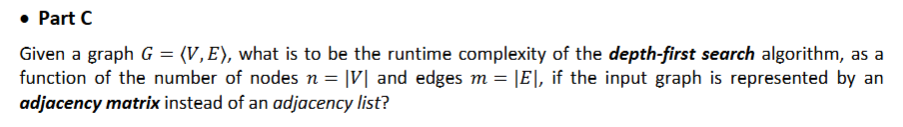 • Part C
Given a graph G = ⟨V, E⟩, what is to be the runtime complexity of the depth-first search algorithm, as a
function of the number of nodes n = |V| and edges m = |E|, if the input graph is represented by an
adjacency matrix instead of an adjacency list?